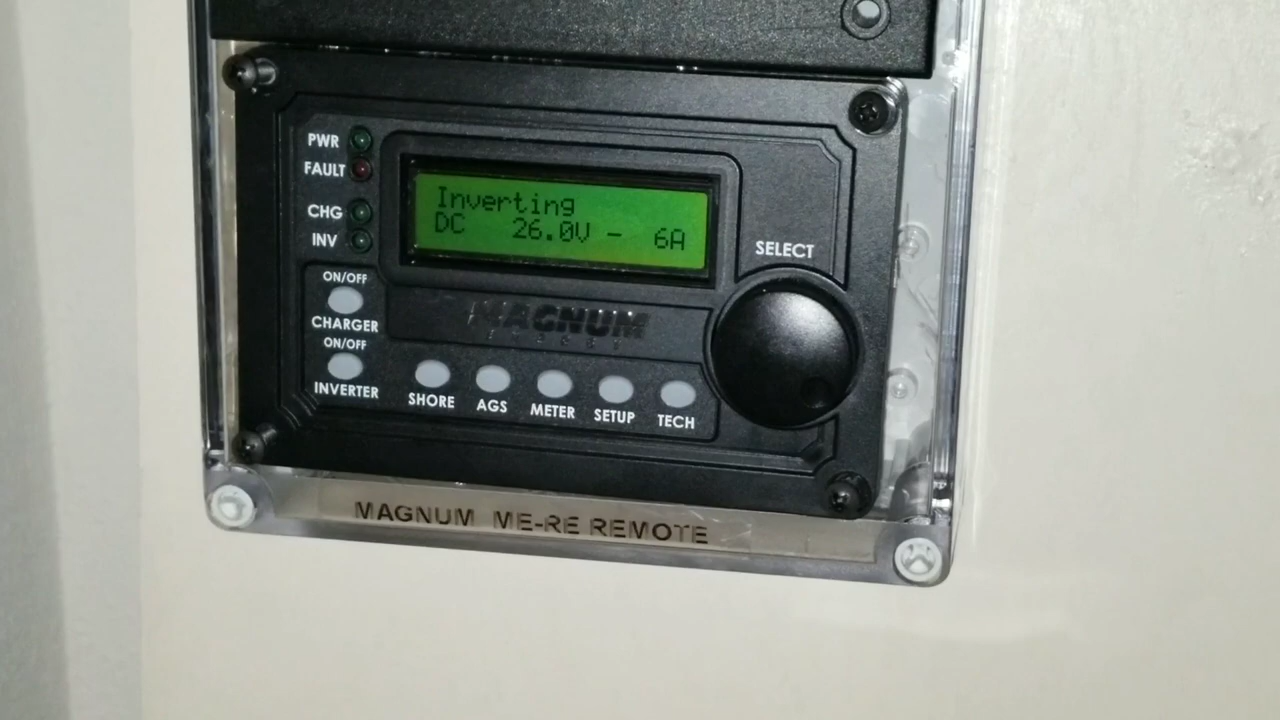 PWR
FAULT
CHG
INV
Inverting
DC 26.0V - 6A
SELECT
ON/OFF
CHARGER
ON/OFF
INVERTER
MAGNUM
SHORE
AGS
METER
SETUP
TECH
MAGNUM ME-RE REMOTE